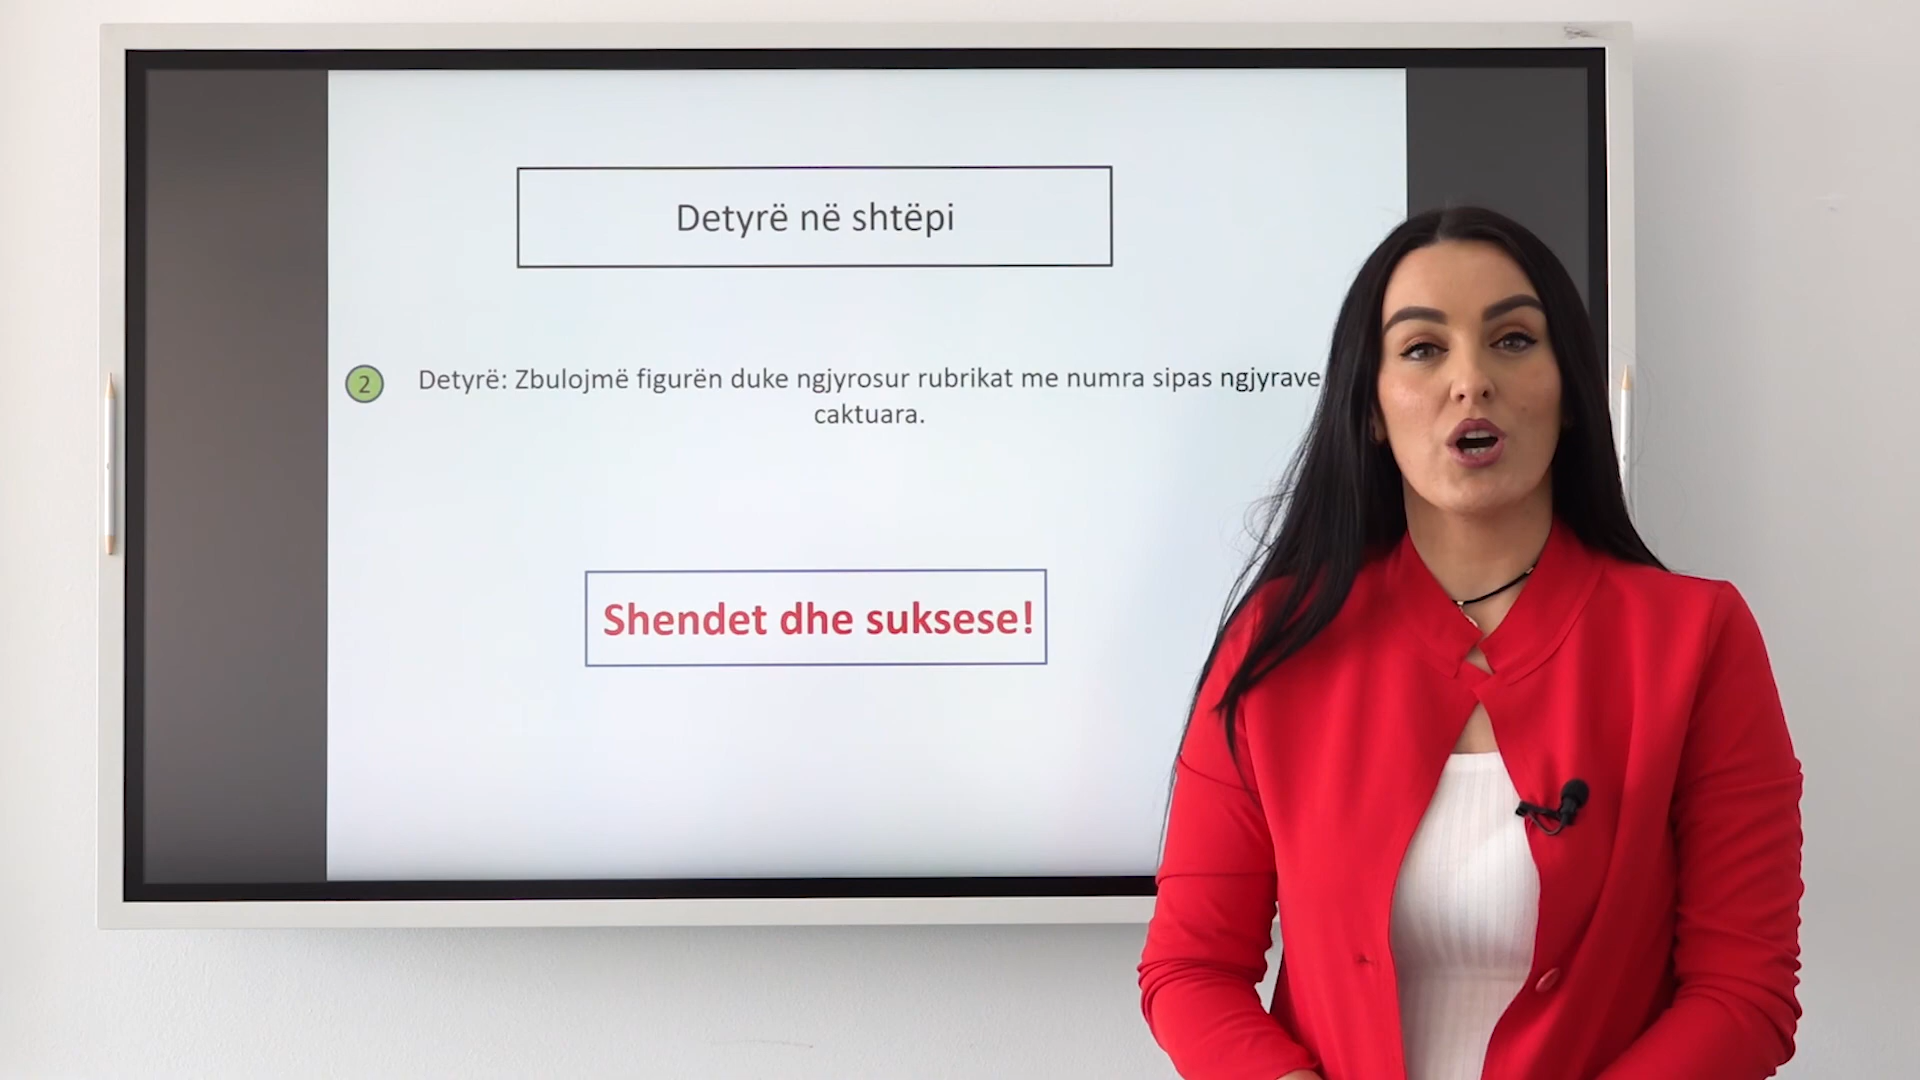 Detyrë në shtëpi
2 Detyrë: Zbulojmë figurën duke ngjyrosur rubrikat me numra sipas ngjyrave
caktuara.
Shendet dhe suksese!